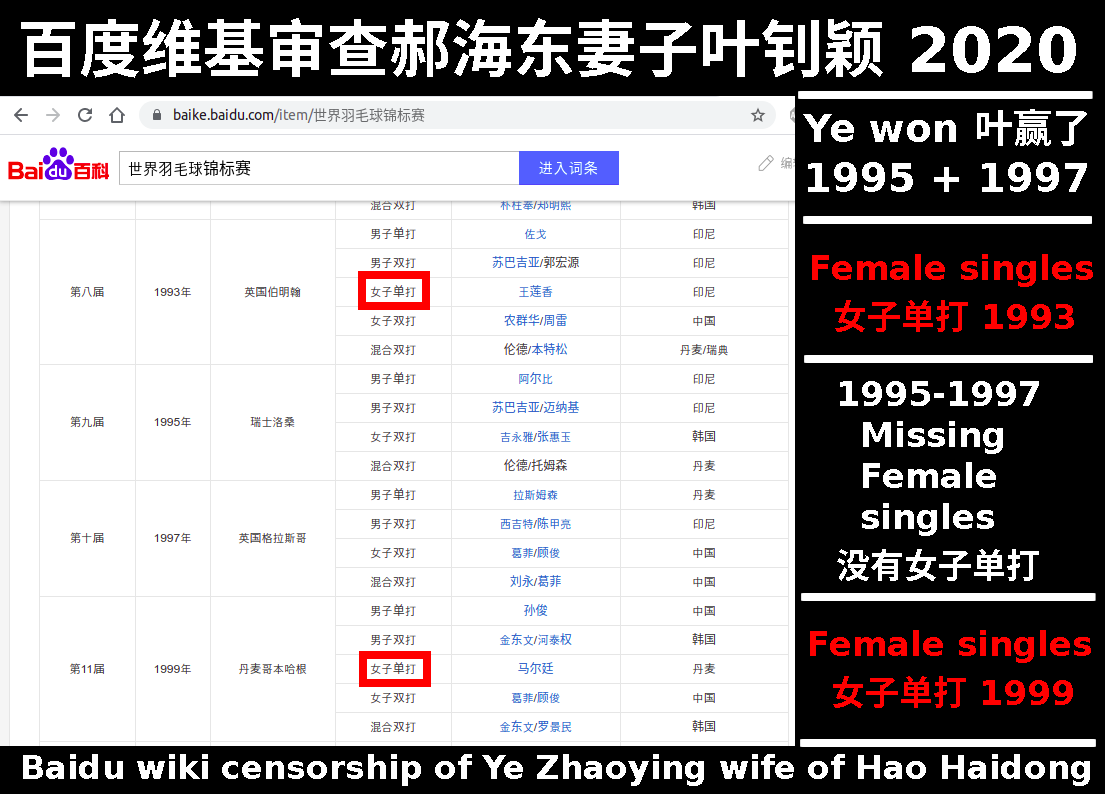 百度维基审查郝海东妻子叶钊颖 2020
baike.baidu.com/item/世界羽毛球锦标赛
Bai du 百科
世界羽毛球锦标赛 进入词条
混合双打 朴柱奉/郑明熙 韩国
男子单打 佐戈 印尼
男子双打 苏巴吉亚/郭宏源 印尼
第八届 1993年 英国伯明翰 女子单打 王莲香 印尼
女子双打 农群华/周雷 中国
混合双打 伦德/本特松 丹麦/瑞典
男子单打 阿尔比 印尼
男子双打 苏巴吉亚/迈纳基 印尼
第九届 1995年 瑞士洛桑
女子双打 吉永雅/张惠玉 韩国
混合双打 伦德/托姆森 丹麦
男子单打 拉斯姆森 丹麦
男子双打 西吉特/陈甲亮 印尼
第十届 1997年 英国格拉斯哥
女子双打 葛菲/顾俊 中国
混合双打 刘永/葛菲 中国
男子单打 孙俊 中国
男子双打 金东文/河泰权 韩国
第11届 1999年 丹麦哥本哈根 女子单打 马尔廷 丹麦
女子双打 葛菲/顾俊 中国
混合双打 金东文/罗景民 韩国
Ye won 叶赢了
1995 + 1997
Female singles
女子单打 1993
1995-1997
Missing
Female
singles
没有女子单打
Female singles
女子单打 1999
Baidu wiki censorship of Ye Zhaoying wife of Hao Haidong